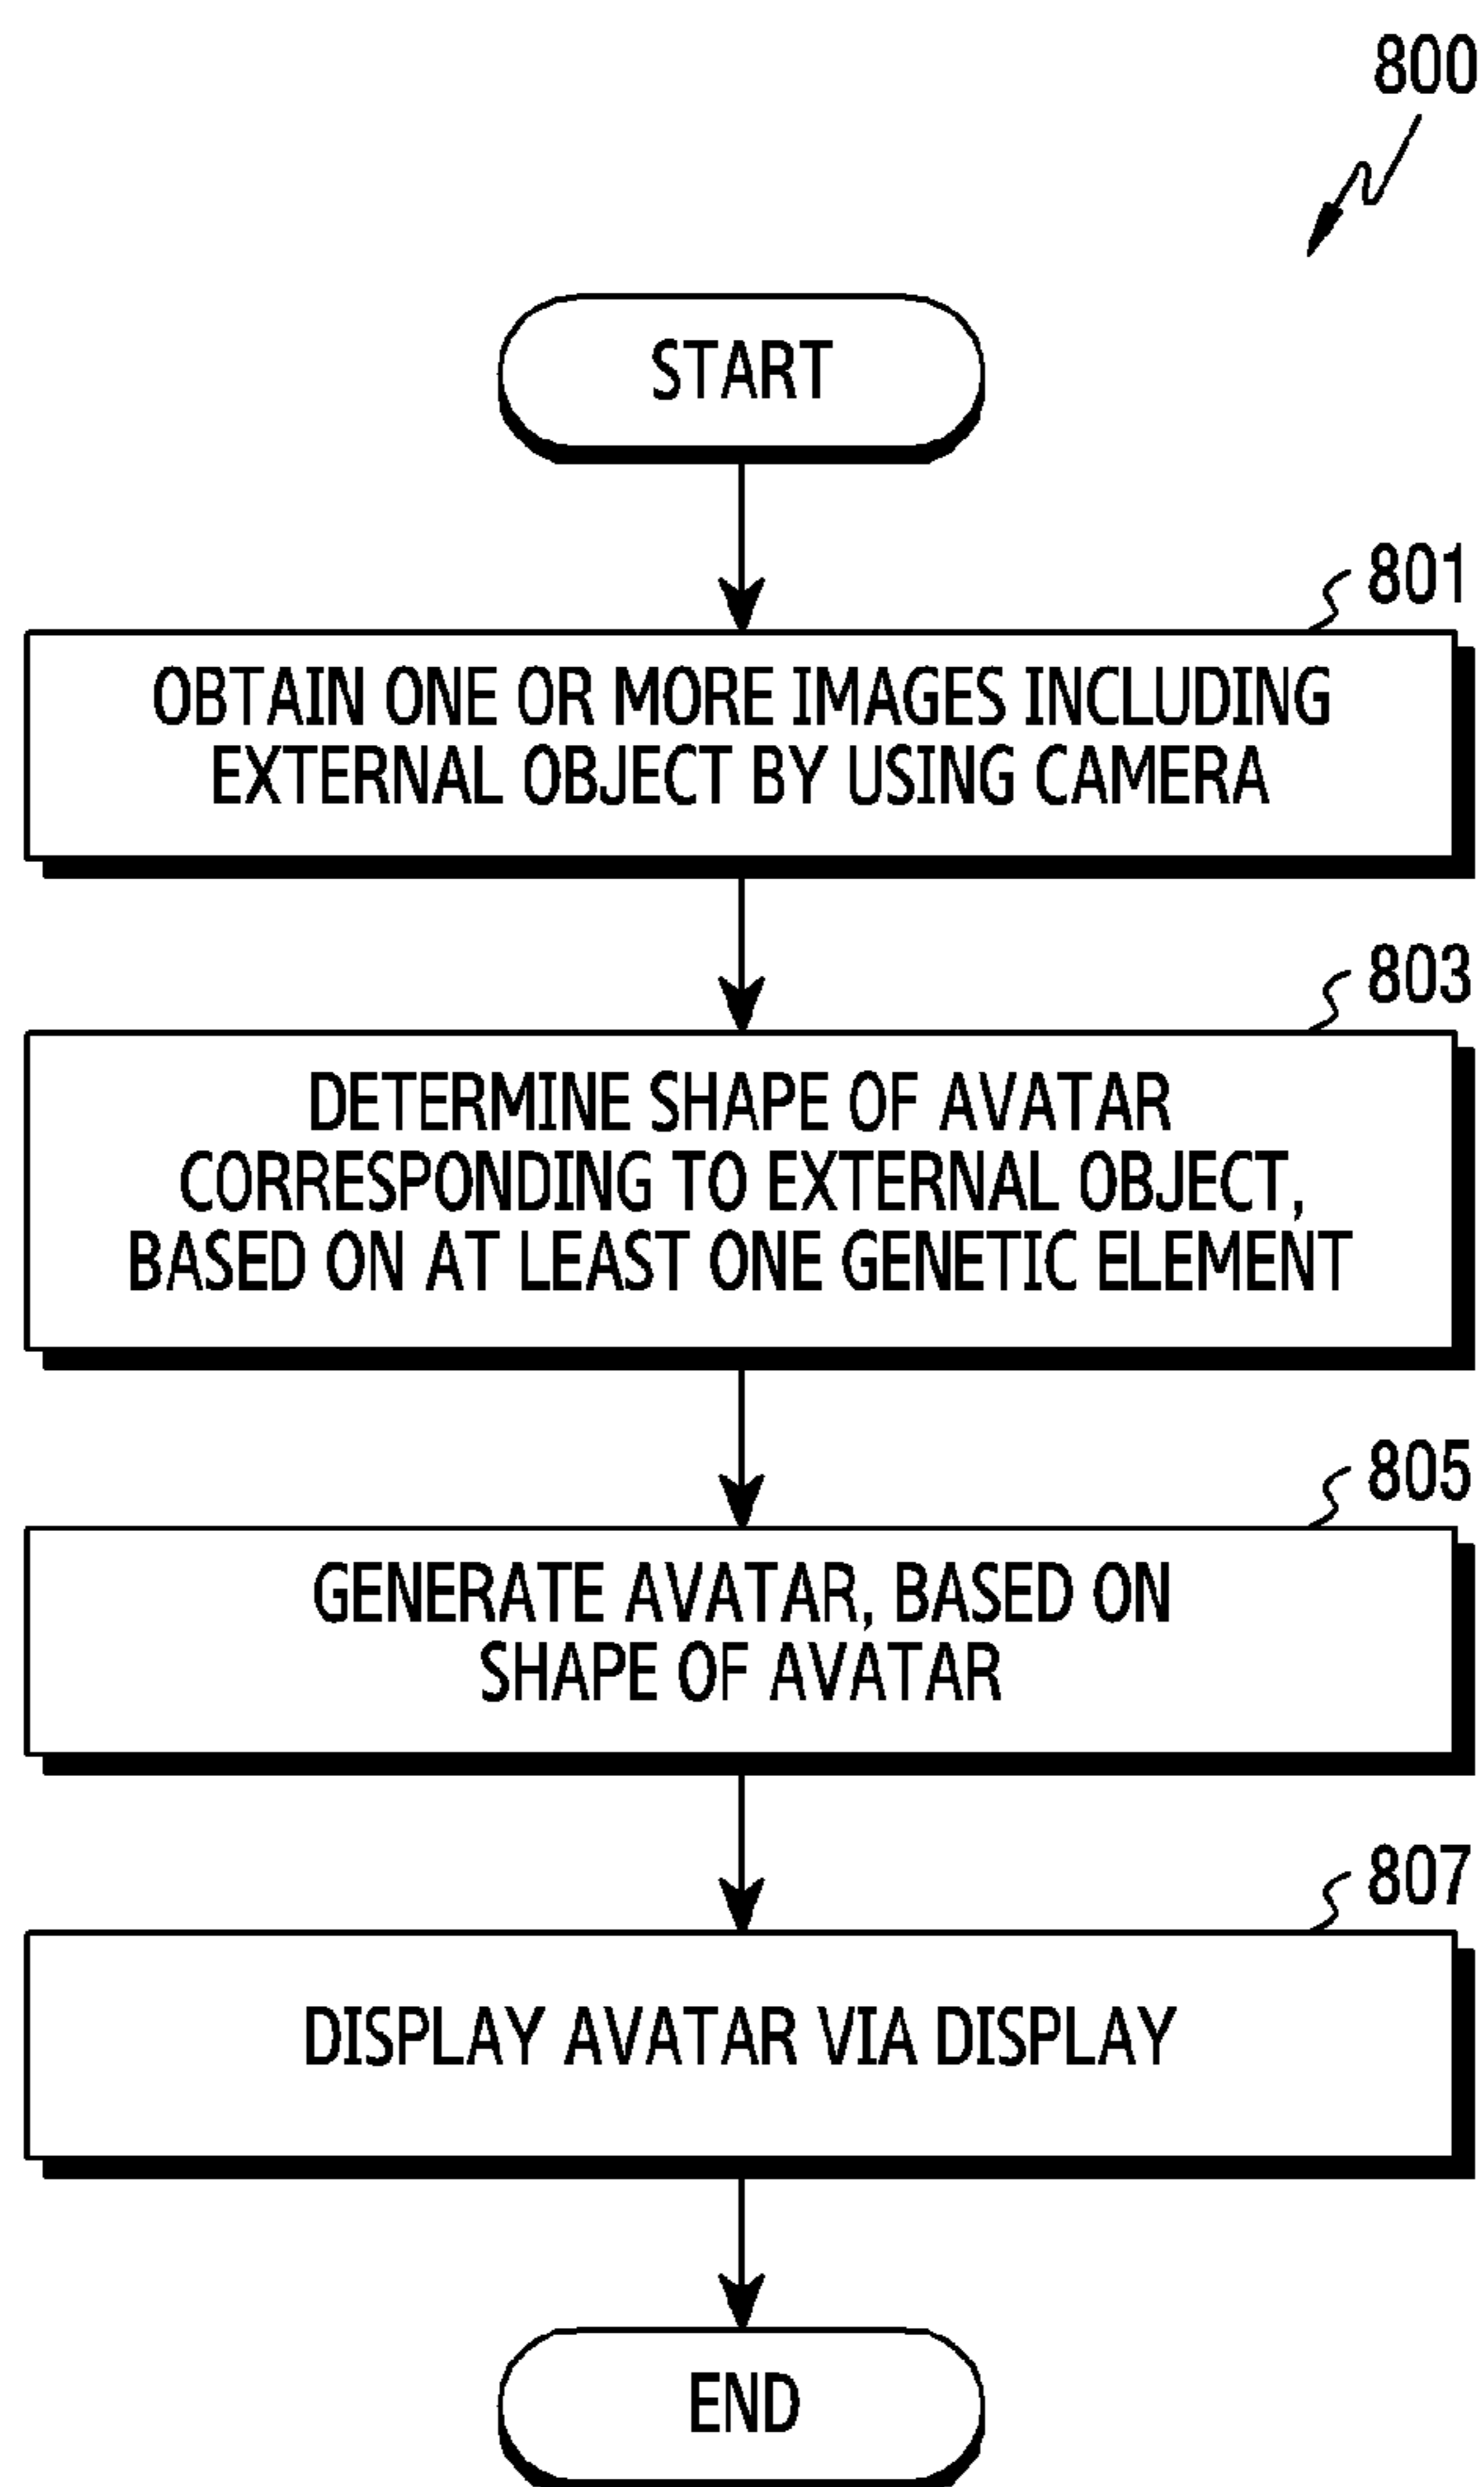 800
START
801
OBTAIN ONE OR MORE IMAGES INCLUDING
EXTERNAL OBJECT BY USING CAMERA
803
DETERMINE SHAPE OF AVATAR
CORRESPONDING TO EXTERNAL OBJECT,
BASED ON AT LEAST ONE GENETIC ELEMENT
805
GENERATE AVATAR, BASED ON
SHAPE OF AVATAR
807
DISPLAY AVATAR VIA DISPLAY
END